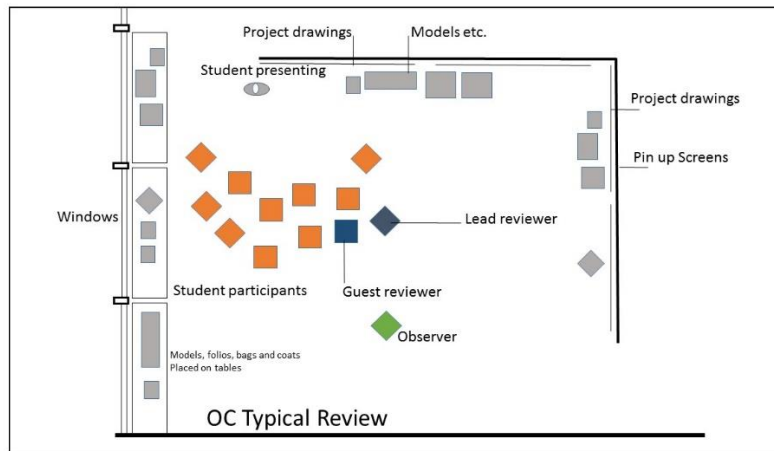 Project drawings
Models etc.
Student presenting
Project drawings
Pin up Screens
Windows
Lead reviewer
Student participants
Guest reviewer
Observer
Models, folios, bags and coats
Placed on tables
OC Typical Review